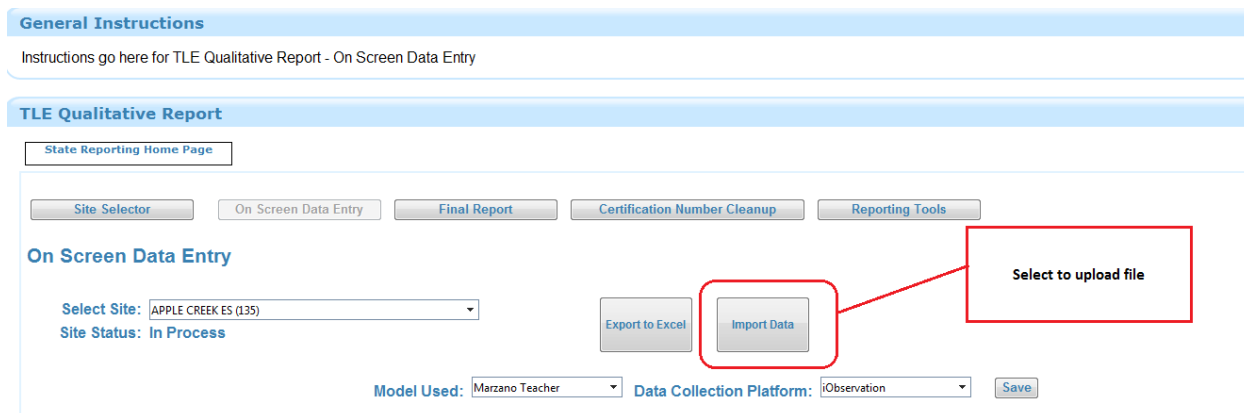 General Instructions
Instructions go here for TLE Qualitative Report - On Screen Data Entry
TLE Qualitative Report
State Reporting Home Page
Site Selector On Screen Data Entry Final Report Certification Number Cleanup Reporting Tools
On Screen Data Entry
Select to upload file
Select Site: APPLE CREEK ES (135)
Export to Excel Import Data
Site Status: In Process
Model Used: Marzano Teacher Data Collection Platform: iObservation Save